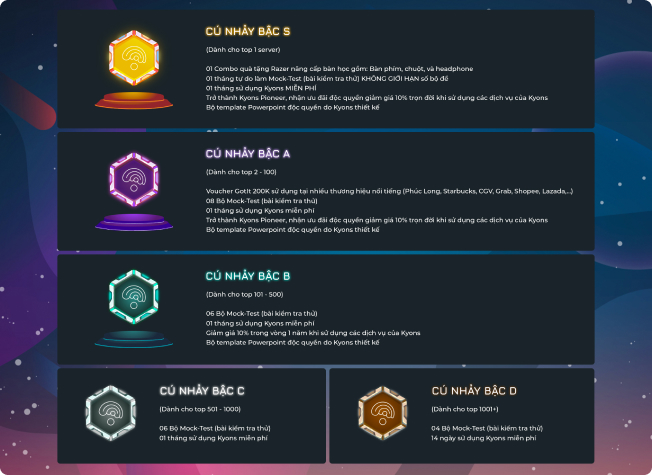 CÚ NHẢY BẬC S
(Dành cho top 1 server)
01 Combo quà tặng Razer nâng cấp bàn học gồm: Bàn phím, chuột, và headphone
01 tháng tự do làm Mock-Test (bài kiểm tra thử) KHÔNG GIỚI HẠN số bộ đề
01 tháng sử dụng Kyons MIỄN PHÍ
Trở thành Kyons Pioneer, nhận ưu đãi độc quyền giảm giá 10% trọn đời khi sử dụng các dịch vụ của Kyons
Bộ template Powerpoint độc quyền do Kyons thiết kế
CÚ NHẢY BẬC A
(Dành cho top 2 - 100)
Voucher GotIt 200K sử dụng tại nhiều thương hiệu nổi tiếng (Phúc Long, Starbucks, CGV, Grab, Shopee, Lazada,...)
08 Bộ Mock-Test (bài kiểm tra thử)
01 tháng sử dụng Kyons miễn phí
Trở thành Kyons Pioneer, nhận ưu đãi độc quyền giảm giá 10% trọn đời khi sử dụng các dịch vụ của Kyons
Bộ template Powerpoint độc quyền do Kyons thiết kế
CÚ NHẢY BẬC B
(Dành cho top 101 - 500)
06 Bộ Mock-Test (bài kiểm tra thử)
01 tháng sử dụng Kyons miễn phí
Giảm giá 10% trong vòng 1 năm khi sử dụng các dịch vụ của Kyons
Bộ template Powerpoint độc quyền do Kyons thiết kế
CÚ NHẢY BẬC C
(Dành cho top 501 - 1000)
06 Bộ Mock-Test (bài kiểm tra thử)
01 tháng sử dụng Kyons miễn phí
CÚ NHẢY BẬC D
(Dành cho top 1001+)
04 Bộ Mock-Test (bài kiểm tra thử)
14 ngày sử dụng Kyons miễn phí